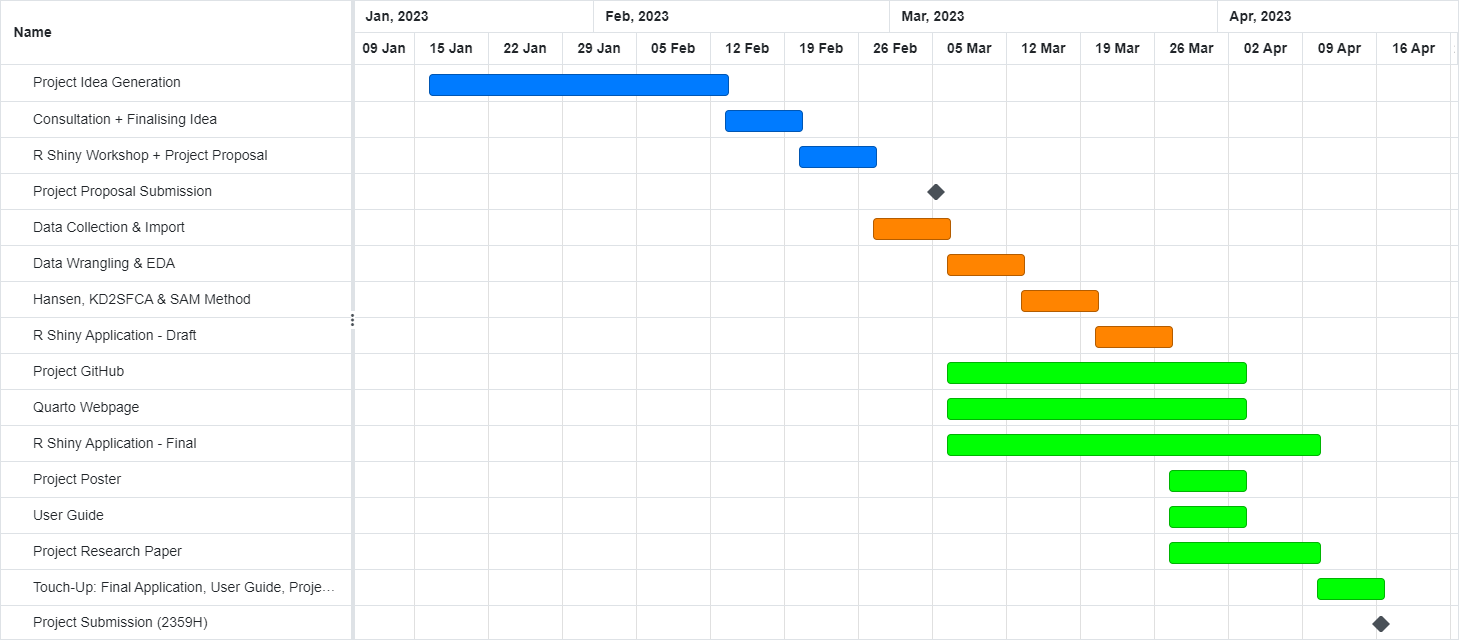 Name
Jan, 2023 Feb, 2023 Mar, 2023 Apr, 2023
09 Jan 15 Jan 22 Jan 29 Jan 05 Feb 12 Feb 19 Feb 26 Feb 05 Mar 12 Mar 19 Mar 26 Mar 02 Apr 09 Apr 16 Apr
Project Idea Generation
Consultation + Finalising Idea
R Shiny Workshop + Project Proposal
Project Proposal Submission
Data Collection & Import
Data Wrangling & EDA
Hansen, KD2SFCA & SAM Method
R Shiny Application - Draft
Project GitHub
Quarto Webpage
R Shiny Application - Final
Project Poster
User Guide
Project Research Paper
Touch-Up: Final Application, User Guide, Proje...
Project Submission (2359H)